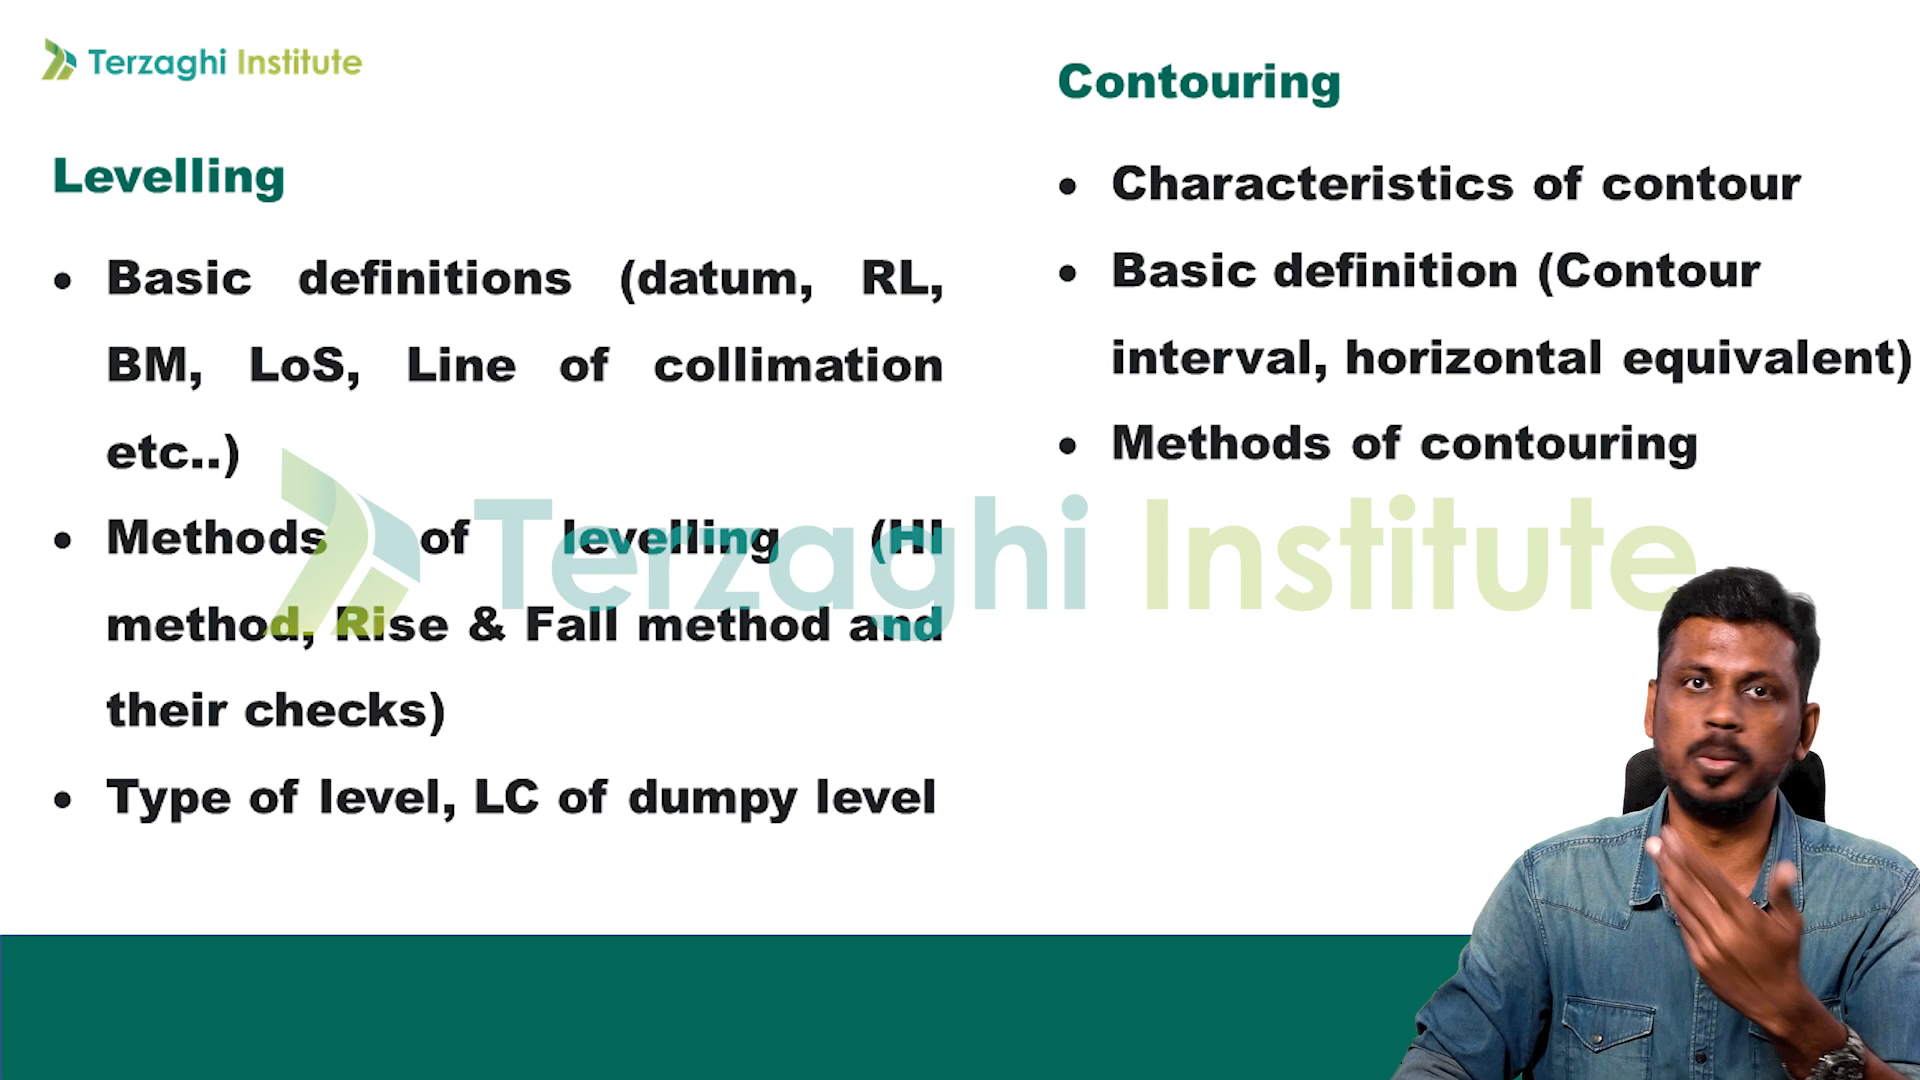 Terzaghi Institute
Levelling
• Basic definitions (datum, RL,
BM, LoS, Line of collimation
etc..)
• Methods of levelling (HI
method, Rise & Fall method and
their checks)
• Type of level, LC of dumpy level
Contouring
• Characteristics of contour
• Basic definition (Contour
interval, horizontal equivalent)
• Methods of contouring
Terzaghi Institute